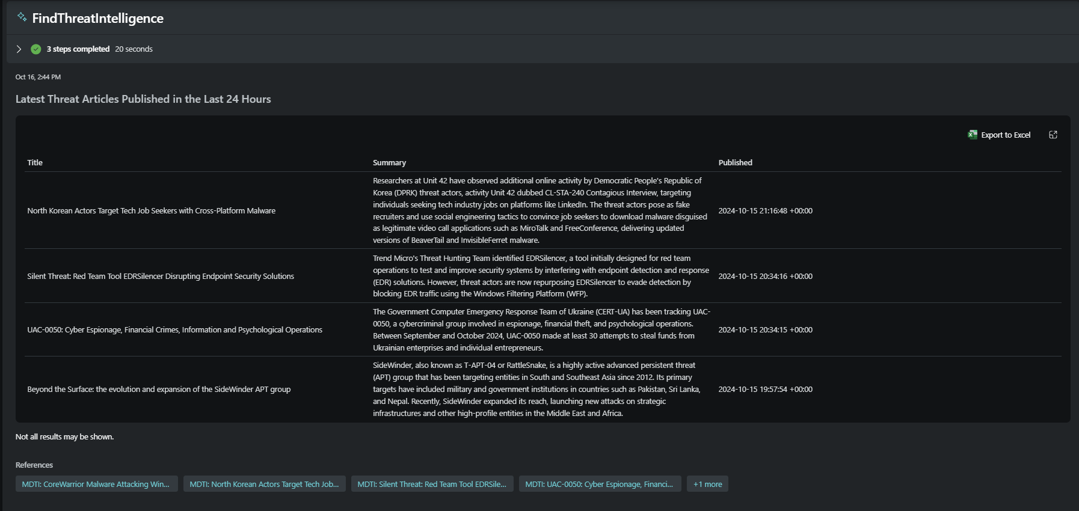 FindThreatIntelligence
3 steps completed 20 seconds
Oct 16, 2:44 PM
Latest Threat Articles Published in the Last 24 Hours
Export to Excel
Title Summary Published
North Korean Actors Target Tech Job Seekers with Cross-Platform Malware
Researchers at Unit 42 have observed additional online activity by Democratic People's Republic of
Korea (DPRK) threat actors, activity Unit 42 dubbed CL-STA-240 Contagious Interview, targeting
individuals seeking tech industry jobs on platforms like LinkedIn. The threat actors pose as fake
recruiters and use social engineering tactics to convince job seekers to download malware disguised
as legitimate video call applications such as MiroTalk and FreeConference, delivering updated
versions of BeaverTail and InvisibleFerret malware.
2024-10-15 21:16:48 +00:00
Silent Threat: Red Team Tool EDRSilencer Disrupting Endpoint Security Solutions
Trend Micro's Threat Hunting Team identified EDRSilencer, a tool initially designed for red team
operations to test and improve security systems by interfering with endpoint detection and response
(EDR) solutions. However, threat actors are now repurposing EDRSilencer to evade detection by
blocking EDR traffic using the Windows Filtering Platform (WFP).
2024-10-15 20:34:16 +00:00
UAC-0050: Cyber Espionage, Financial Crimes, Information and Psychological Operations
The Government Computer Emergency Response Team of Ukraine (CERT-UA) has been tracking UAC-
0050, a cybercriminal group involved in espionage, financial theft, and psychological operations.
Between September and October 2024, UAC-0050 made at least 30 attempts to steal funds from
Ukrainian enterprises and individual entrepreneurs.
2024-10-15 20:34:15 +00:00
Beyond the Surface: the evolution and expansion of the SideWinder APT group
SideWinder, also known as T-APT-04 or RattleSnake, is a highly active advanced persistent threat
(APT) group that has been targeting entities in South and Southeast Asia since 2012. Its primary
targets have included military and government institutions in countries such as Pakistan, Sri Lanka,
and Nepal. Recently, SideWinder expanded its reach, launching new attacks on strategic
infrastructures and other high-profile entities in the Middle East and Africa.
2024-10-15 19:57:54 +00:00
Not all results may be shown.
References
MDTI: CoreWarrior Malware Attacking Win... MDTI: North Korean Actors Target Tech Job... MDTI: Silent Threat: Red Team Tool EDRSile... MDTI: UAC-0050: Cyber Espionage, Financi... +1 more